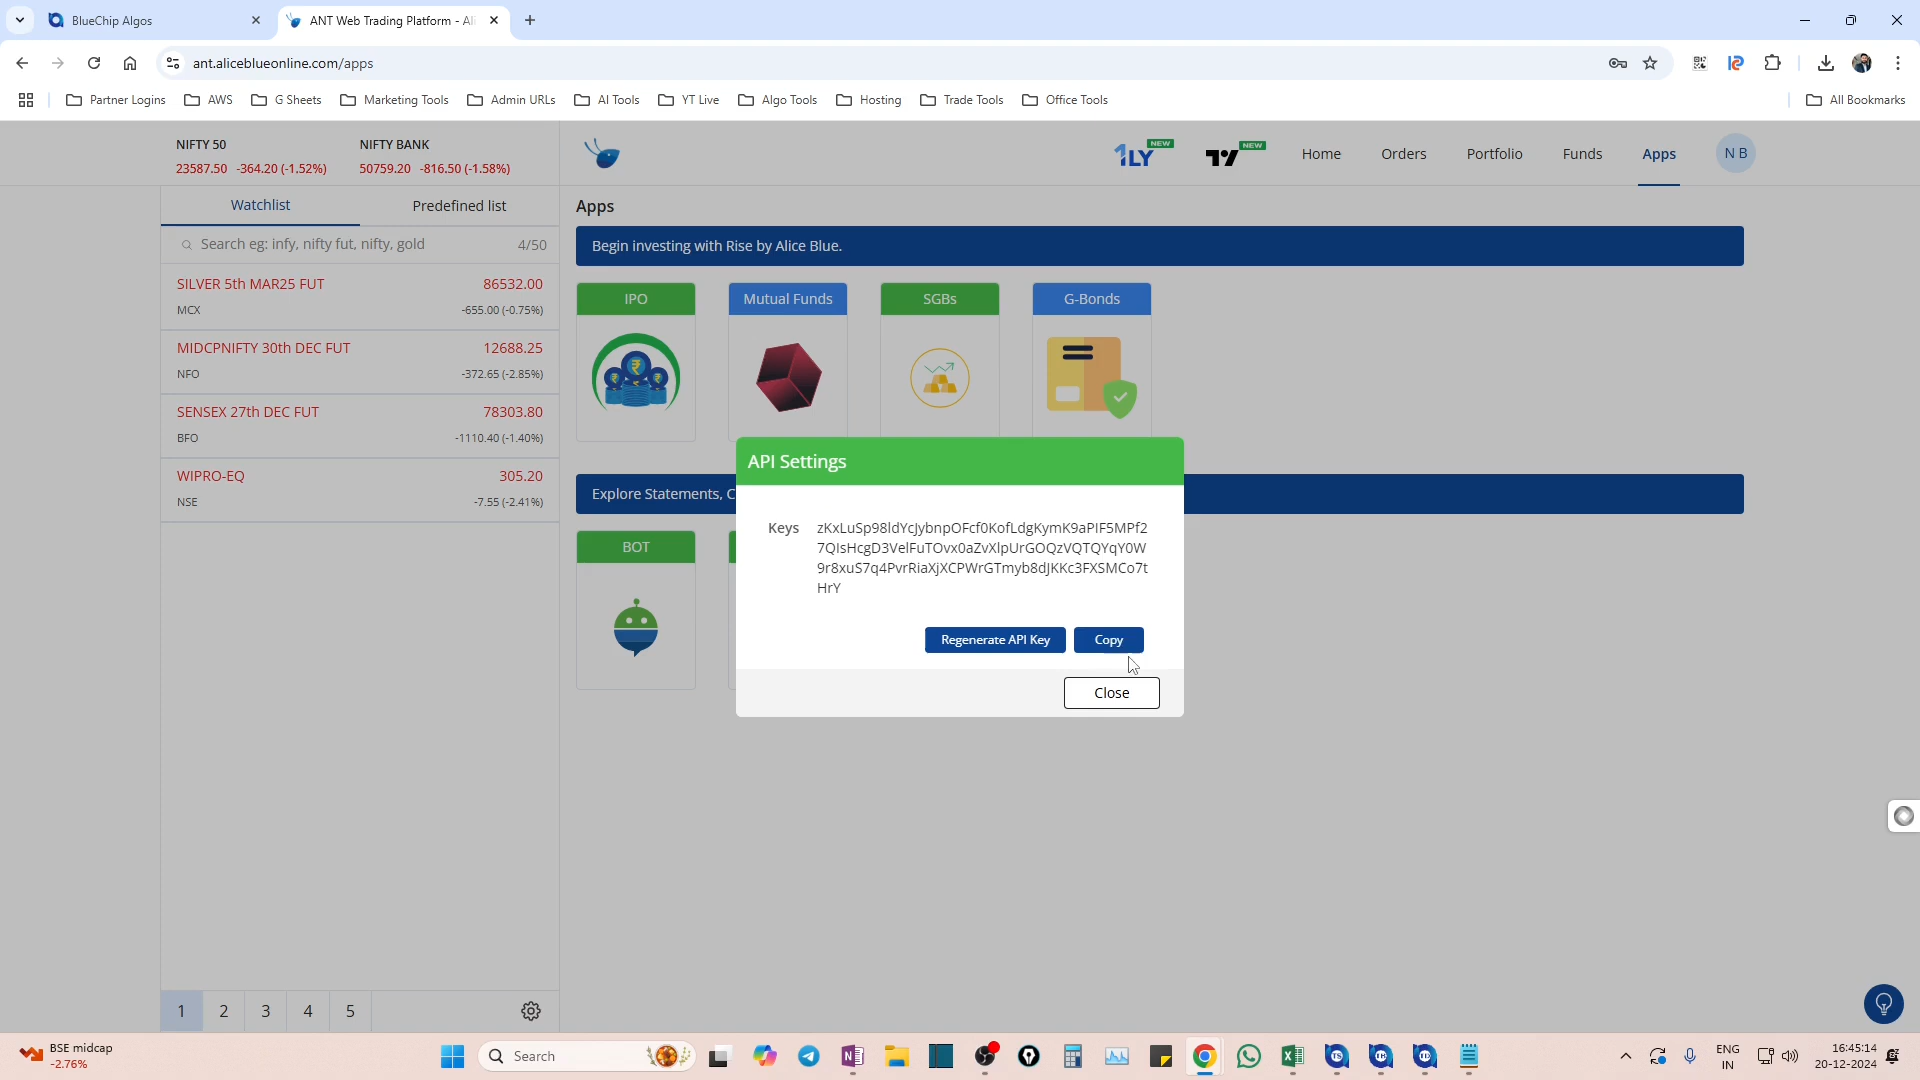 BlueChip Algos
ANT Web Trading Platform - Ali
ant.aliceblueonline.com/apps
Partner Logins AWS G Sheets Marketing Tools Admin URLs AI Tools YT Live Algo Tools Hosting Trade Tools Office Tools All Bookmarks
NIFTY 50 NIFTY BANK
23587.50 -364.20 (-1.52%) 50759.20 -816.50 (-1.58%)
1LY NEW NEW Home Orders Portfolio Funds Apps N B
Watchlist Predefined list
Search eg: infy, nifty fut, nifty, gold 4/50
SILVER 5th MAR25 FUT 86532.00
MCX -655.00 (-0.75%)
MIDCPNIFTY 30th DEC FUT 12688.25
NFO -372.65 (-2.85%)
SENSEX 27th DEC FUT 78303.80
BFO -1110.40 (-1.40%)
WIPRO-EQ 305.20
NSE -7.55 (-2.41%)
1 2 3 4 5
Apps
Begin investing with Rise by Alice Blue.
IPO Mutual Funds SGBs G-Bonds
Explore Statements, C
BOT
API Settings
Keys zKxLuSp98ldYcJybnpOFcf0KofLdgKymK9aPIF5MPf2
7QIsHcgD3VelFuTOvx0aZvXlpUrGOQzVQTQYqY0W
9r8xuS7q4PvrRiaXjXCPWrGTmyb8dJKKc3FXSMCo7t
HrY
Regenerate API Key Copy
Close
BSE midcap
-2.76%
Search
TS TH TD
ENG
IN
16:45:14
20-12-2024